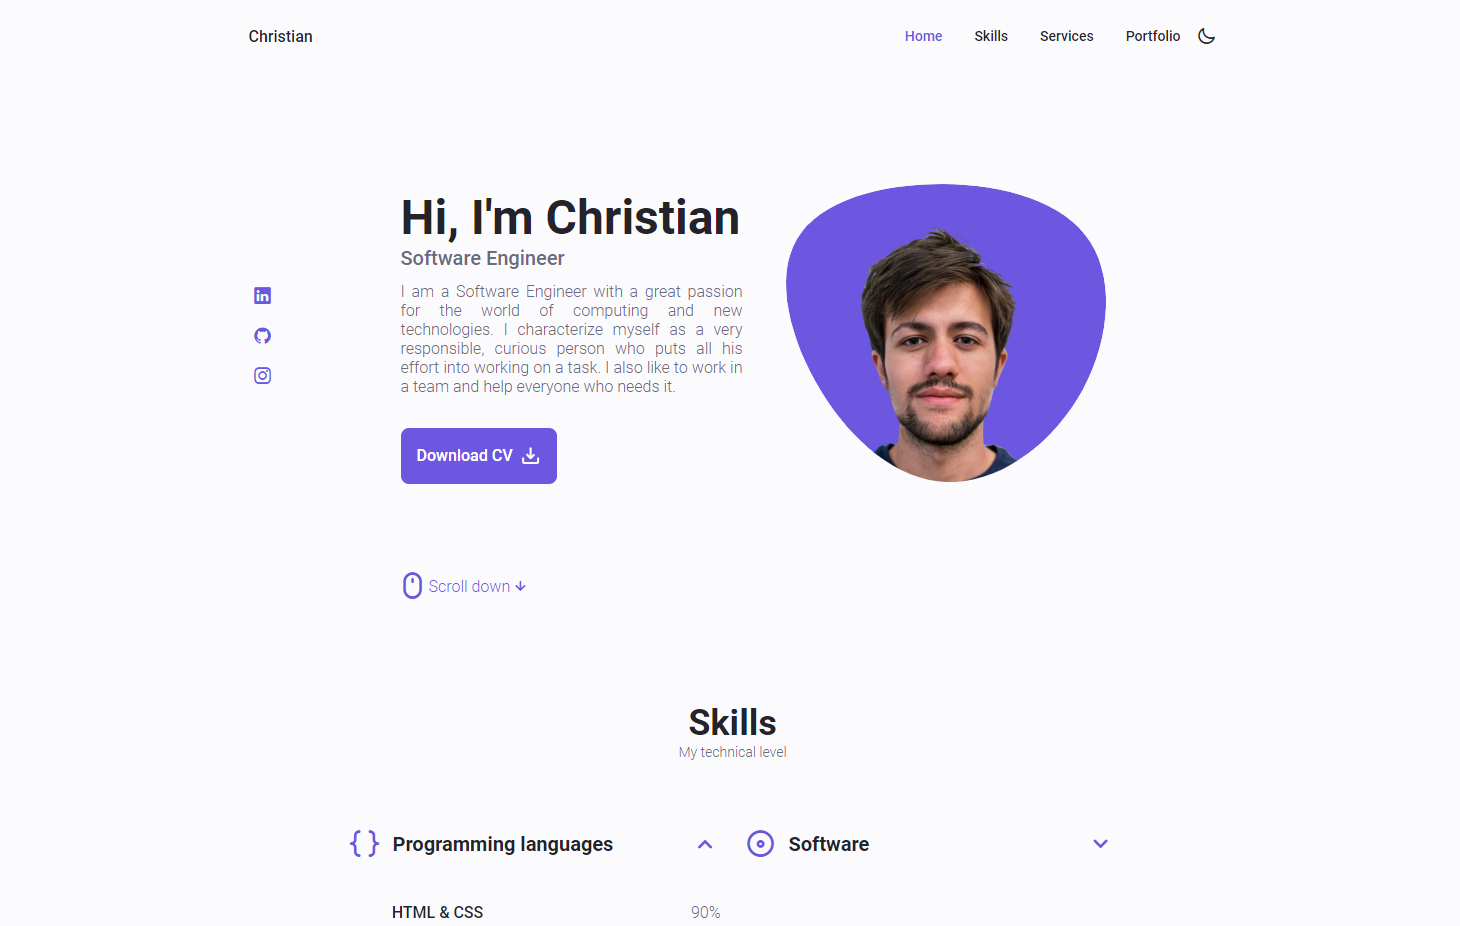 Christian
Home Skills Services Portfolio
Hi, I'm Christian
Software Engineer
I am a Software Engineer with a great passion
for the world of computing and new
technologies. I characterize myself as a very
responsible, curious person who puts all his
effort into working on a task. I also like to work in
a team and help everyone who needs it.
Download CV
Scroll down
Skills
My technical level
Programming languages
Software
HTML & CSS 90%